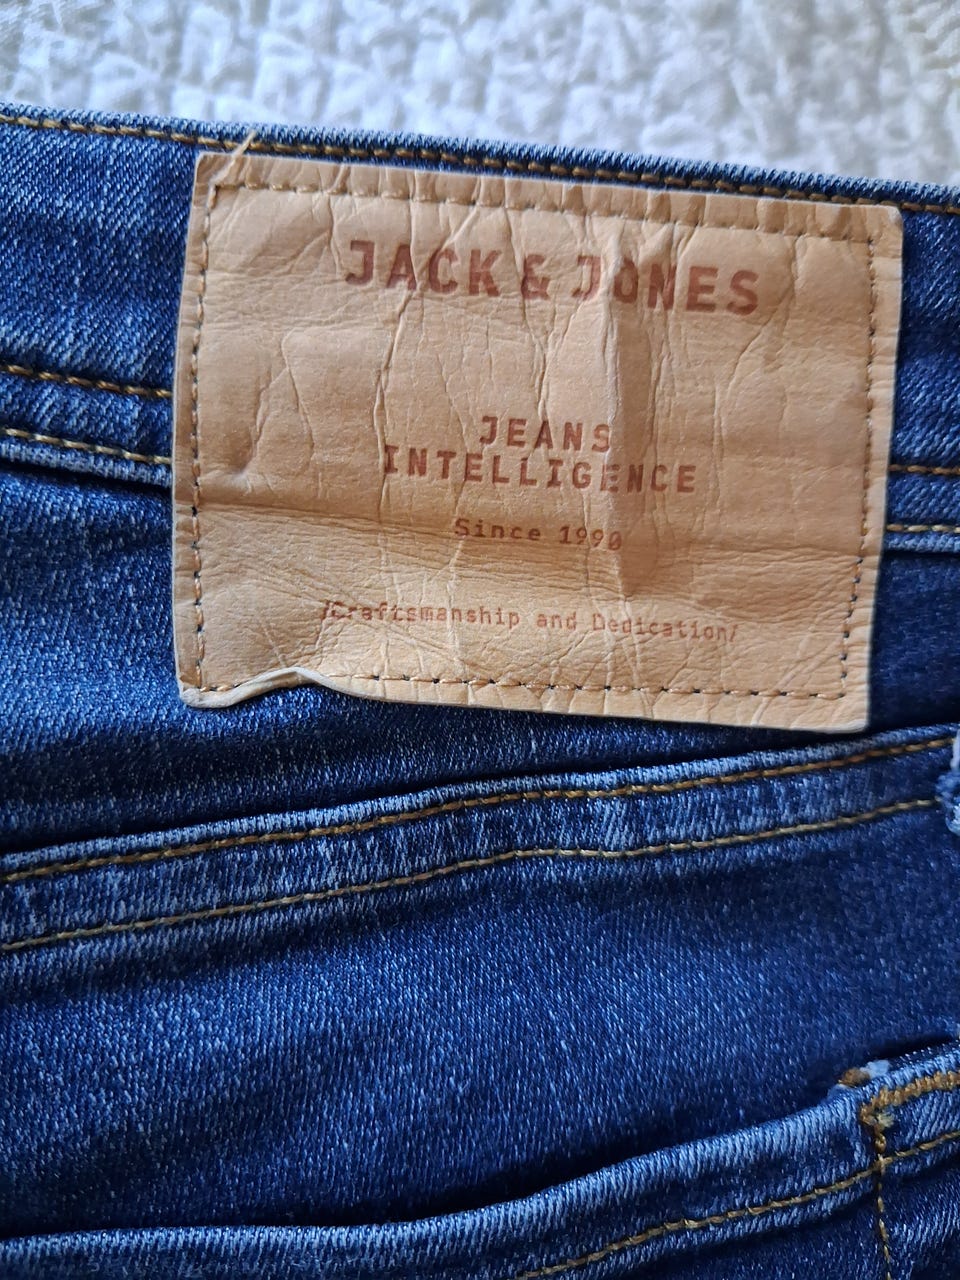 JACK & JONES
JEANS
INTELLIGENCE
Since 1990
/Craftsmanship and Dedication/